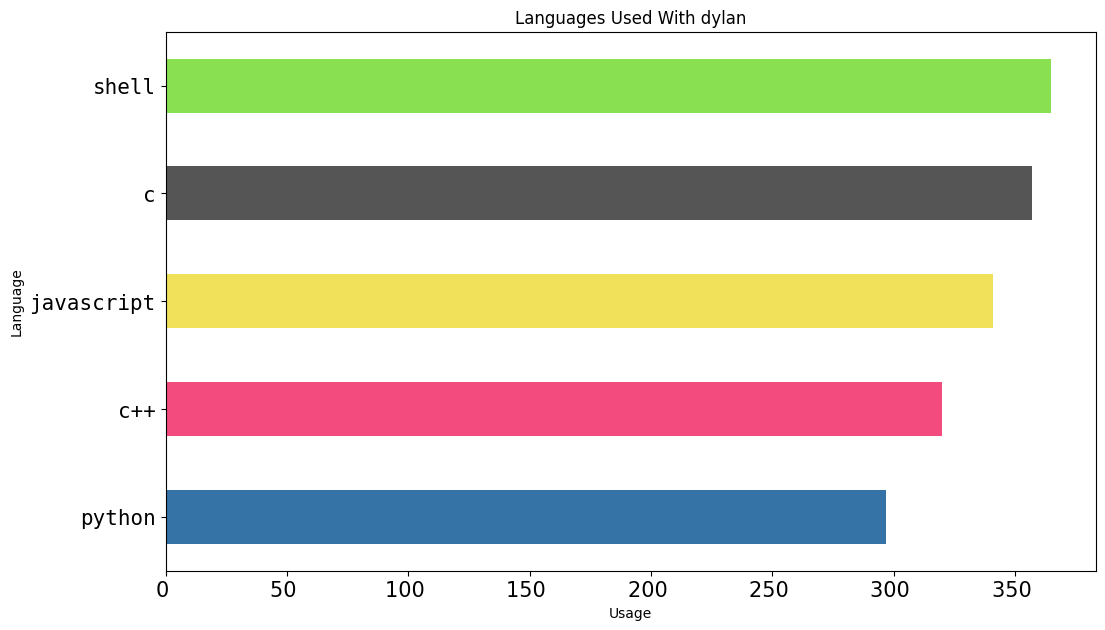 Languages Used With dylan
Language
shell
c
javascript
c++
python
0 50 100 150 200 250 300 350
Usage